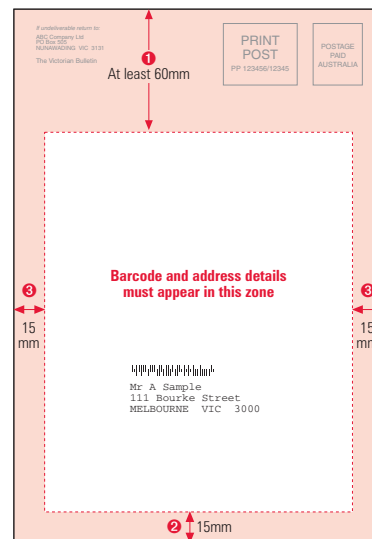 If undeliverable return to:
ABC Company Ltd
PO Box 505
NUNAWADING VIC 3131
The Victorian Bulletin
PRINT
POST
PP 123456/12345
POSTAGE
PAID
AUSTRALIA
1
At least 60mm
Barcode and address details
must appear in this zone
3
15
mm
3
15
mm
Mr A Sample
111 Bourke Street
MELBOURNE VIC 3000
2 15mm